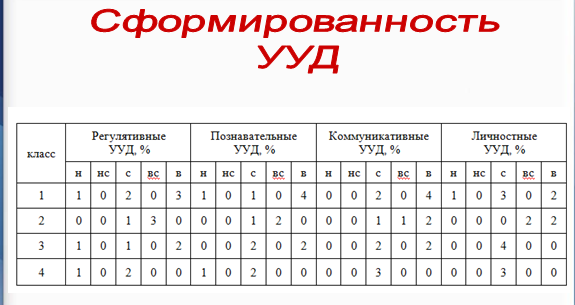 Сформированность
УУД
класс Регулятивные УУД, % Познавательные УУД, % Коммуникативные УУД, % Личностные УУД, %
н нс с вс в н нс с вс в н нс с вс в н нс с вс в
1 1 0 2 0 3 1 0 1 0 4 0 0 2 0 4 1 0 3 0 2
2 0 0 1 3 0 0 0 1 2 0 0 0 1 1 2 0 0 0 2 2
3 1 0 1 0 2 0 0 2 0 2 0 0 2 0 2 0 0 4 0 0
4 1 0 2 0 0 1 0 2 0 0 0 0 3 0 0 0 0 3 0 0